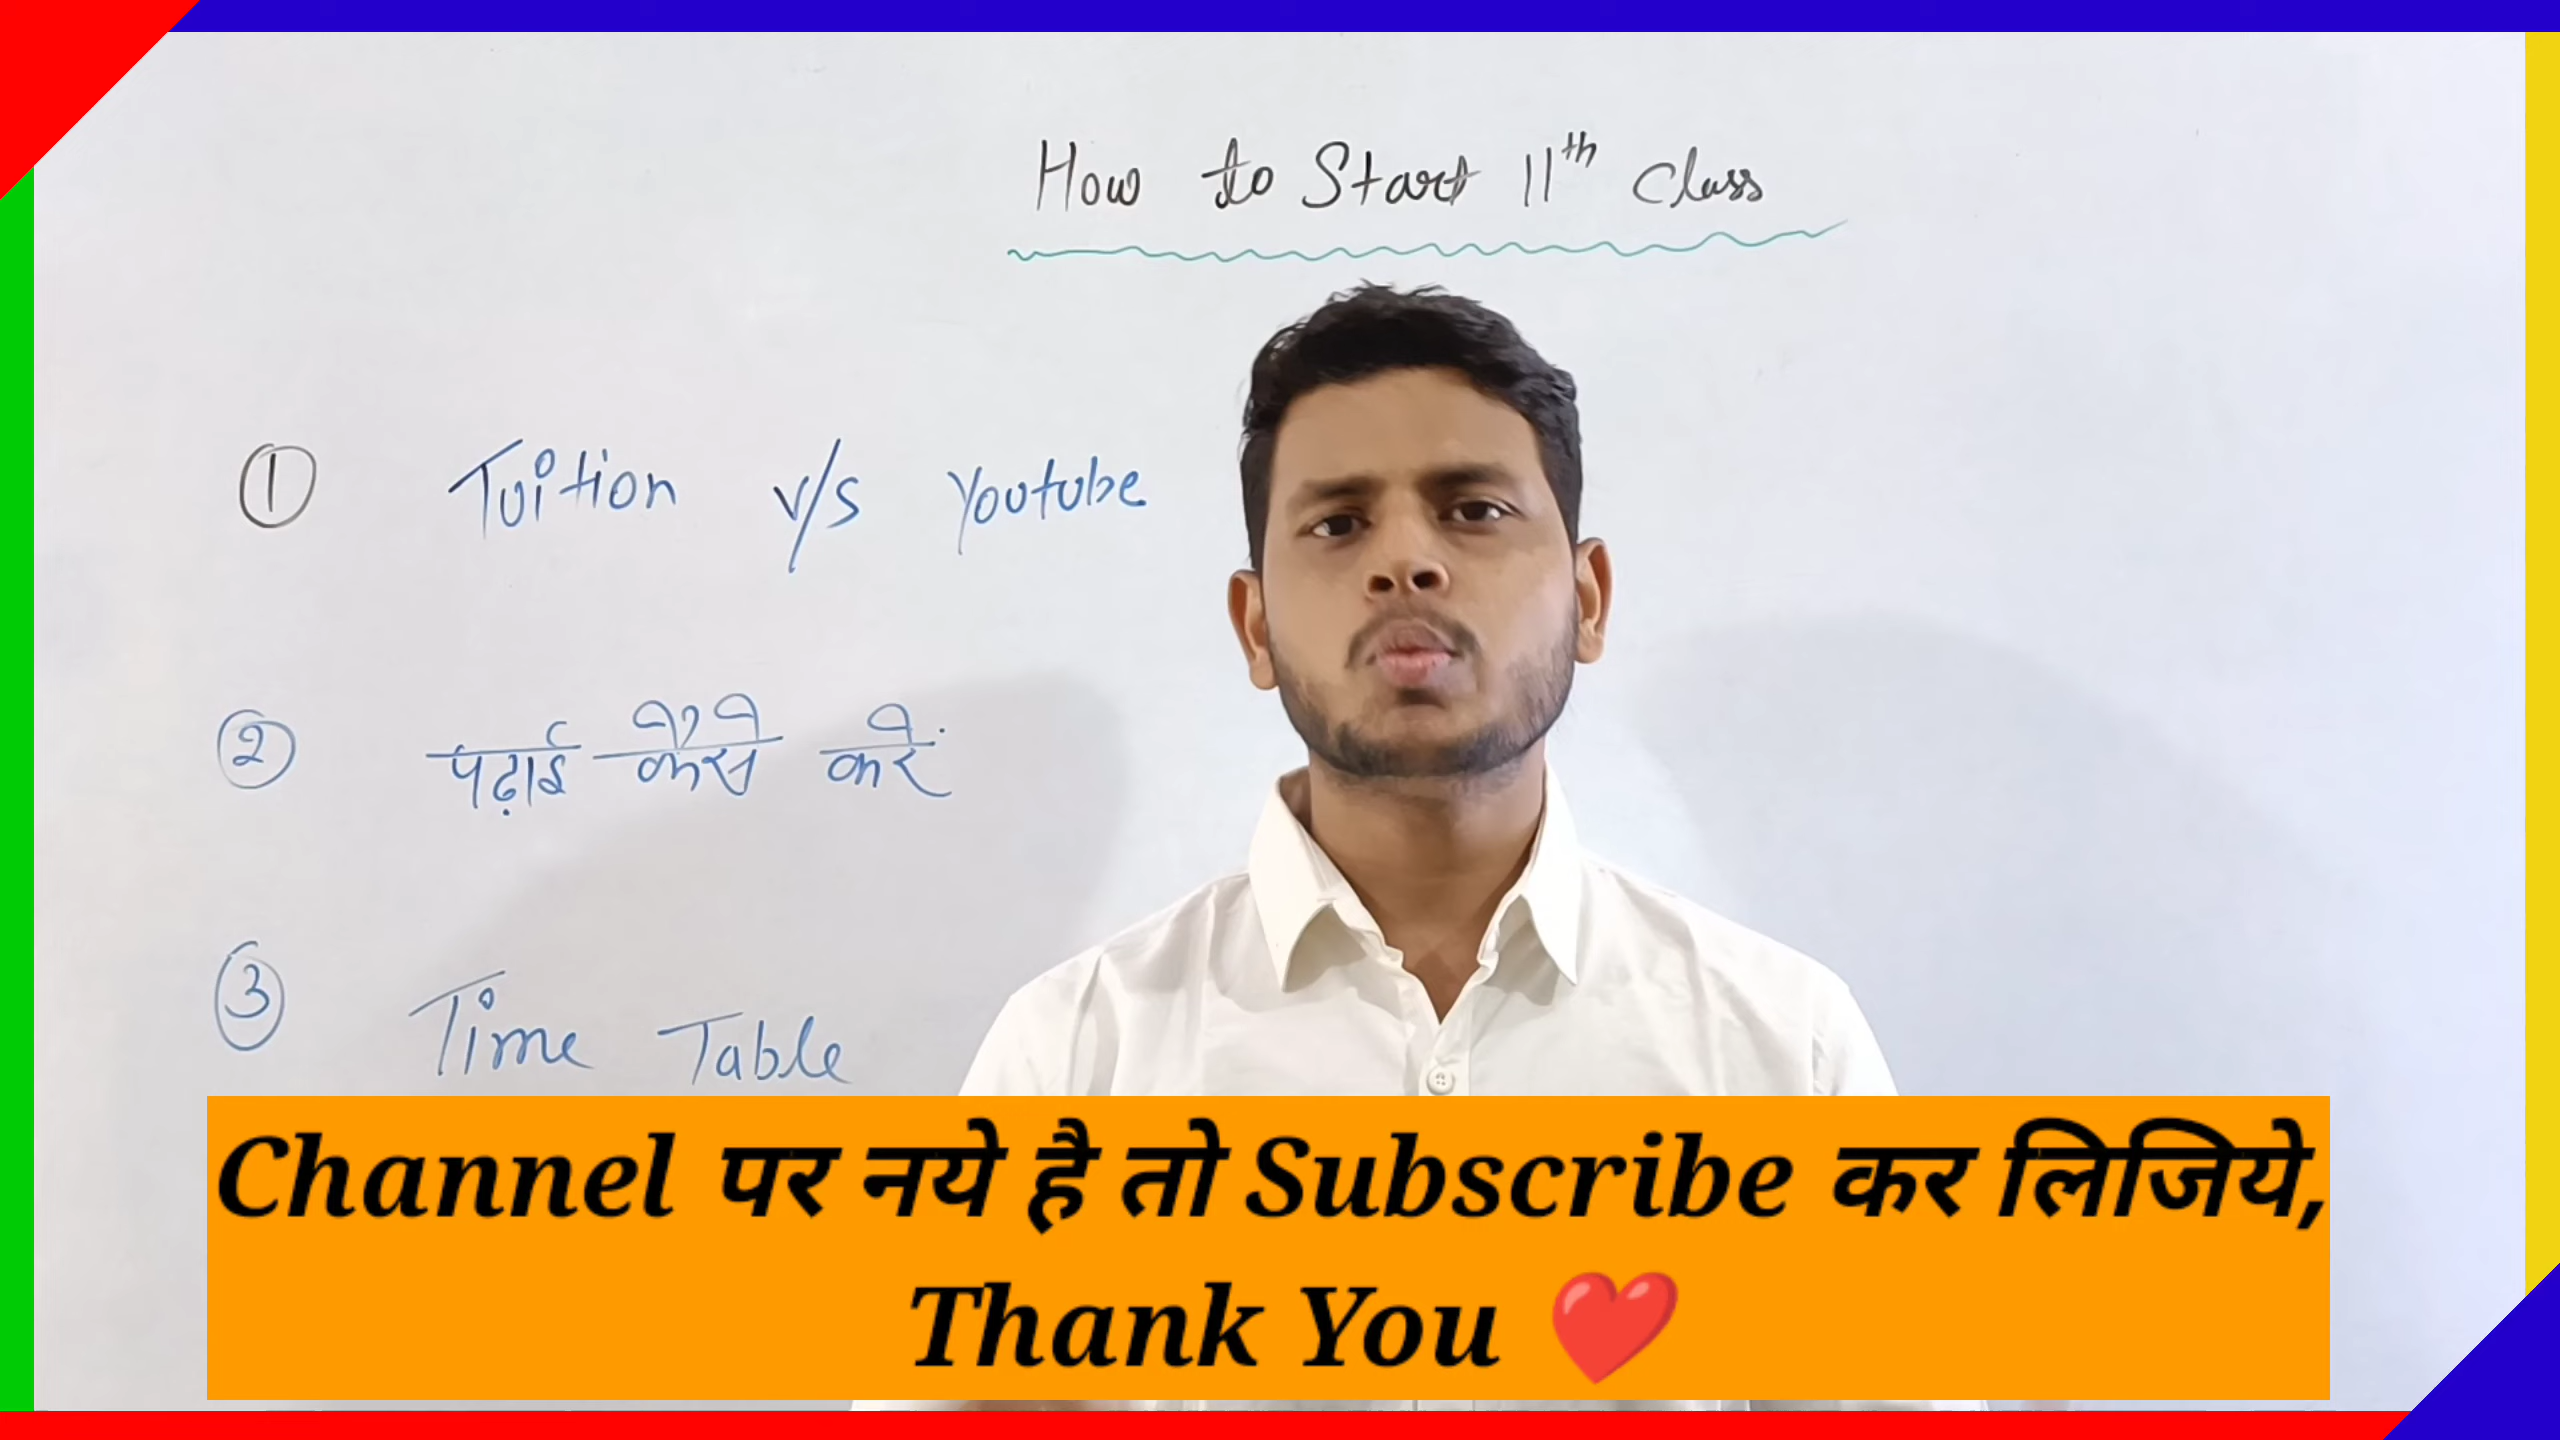 How to Start 11th Class
① Tuition v/s Youtube
② पढ़ाई कैसे करें
③ Time Table
Channel पर नये है तो Subscribe कर लिजिये,
Thank You ❤️